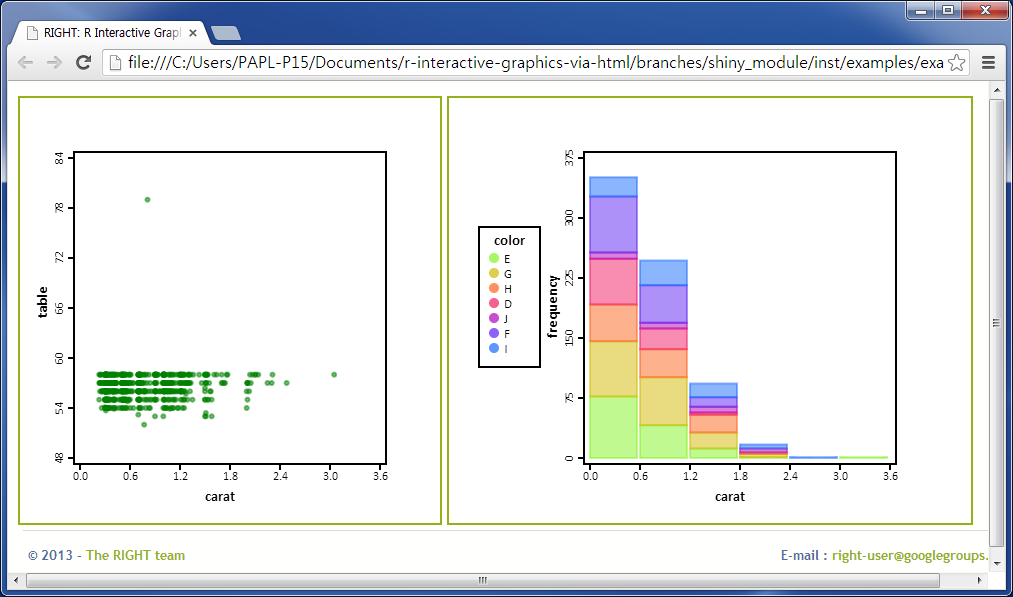 RIGHT: R Interactive Grap
file:///C:/Users/PAPL-P15/Documents/r-interactive-graphics-via-html/branches/shiny_module/inst/examples/exa
84
78
72
66
60
54
48
table
0.0 0.6 1.2 1.8 2.4 3.0 3.6
carat
color
E
G
H
D
J
F
I
375
300
225
150
75
0
frequency
0.0 0.6 1.2 1.8 2.4 3.0 3.6
carat
© 2013 - The RIGHT team
E-mail : right-user@googlegroups.